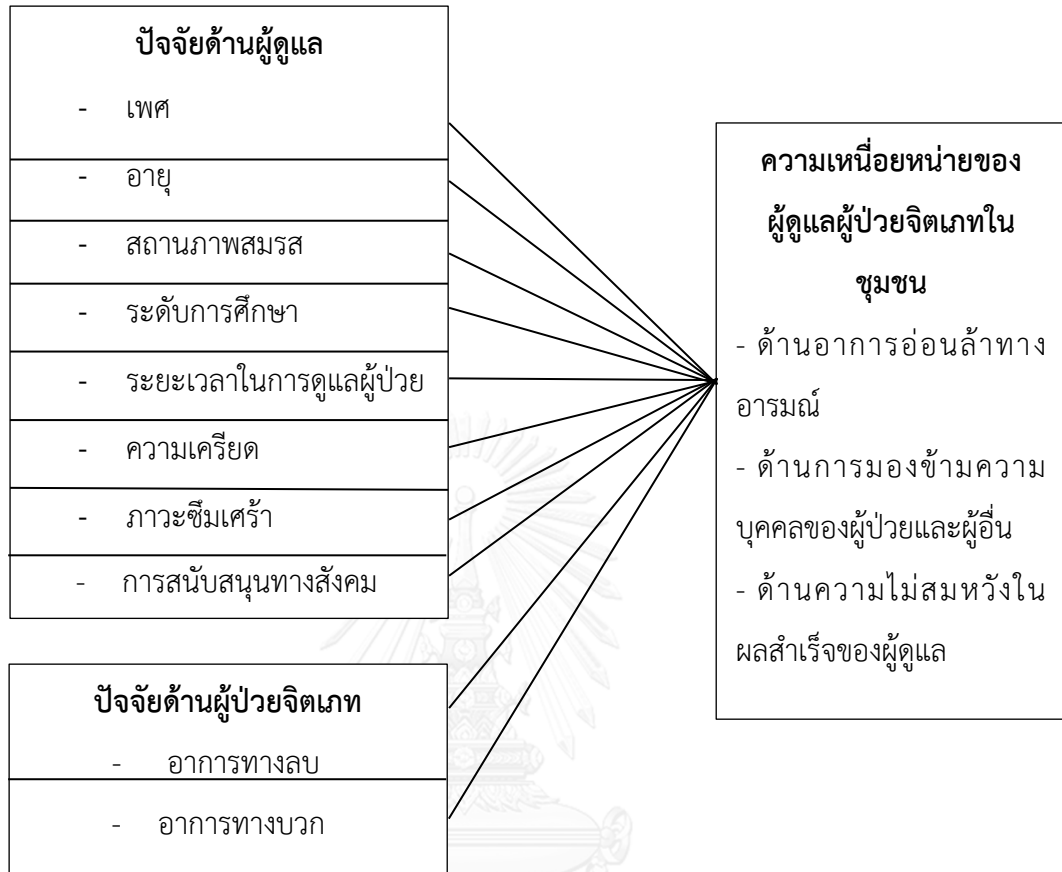 ปัจจัยด้านผู้ดูแล
- เพศ
- อายุ
- สถานภาพสมรส
- ระดับการศึกษา
- ระยะเวลาในการดูแลผู้ป่วย
- ความเครียด
- ภาวะซึมเศร้า
- การสนับสนุนทางสังคม
ปัจจัยด้านผู้ป่วยจิตเภท
- อาการทางลบ
- อาการทางบวก
ความเหนื่อยหน่ายของ
ผู้ดูแลผู้ป่วยจิตเภทใน
ชุมชน
- ด้านอาการอ่อนล้าทาง
อารมณ์
- ด้านการมองข้ามความ
บุคคลของผู้ป่วยและผู้อื่น
- ด้านความไม่สมหวังใน
ผลสำเร็จของผู้ดูแล